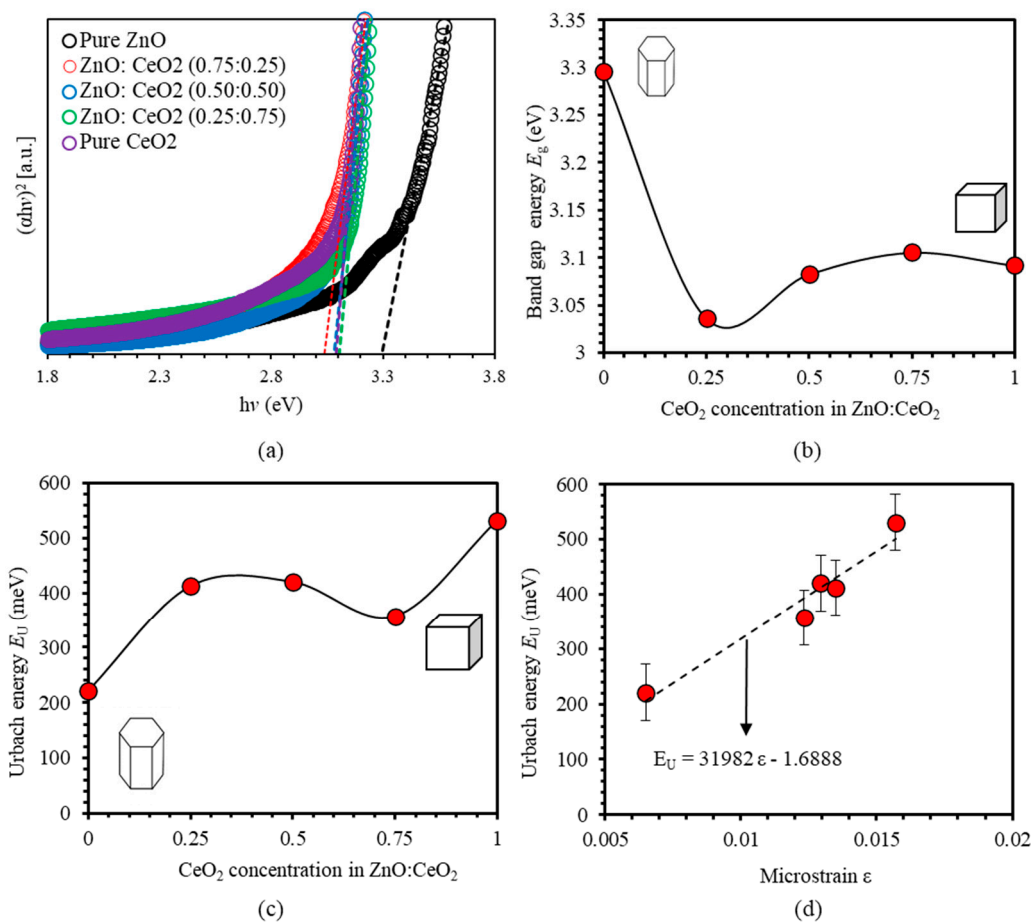 Pure ZnO
ZnO: CeO2 (0.75:0.25)
ZnO: CeO2 (0.50:0.50)
ZnO: CeO2 (0.25:0.75)
Pure CeO2
(αhν)² [a.u.]
1.8 2.3 2.8 3.3 3.8
hν (eV)
(a)
3.35
3.3
3.25
3.2
3.15
3.1
3.05
3
Band gap energy Eg (eV)
0 0.25 0.5 0.75 1
CeO₂ concentration in ZnO:CeO₂
(b)
600
500
400
300
200
100
0
Urbach energy EU (meV)
0 0.25 0.5 0.75 1
CeO₂ concentration in ZnO:CeO₂
(c)
600
500
400
300
200
100
0
Urbach energy EU (meV)
EU = 31982 ε - 1.6888
0.005 0.01 0.015 0.02
Microstrain ε
(d)